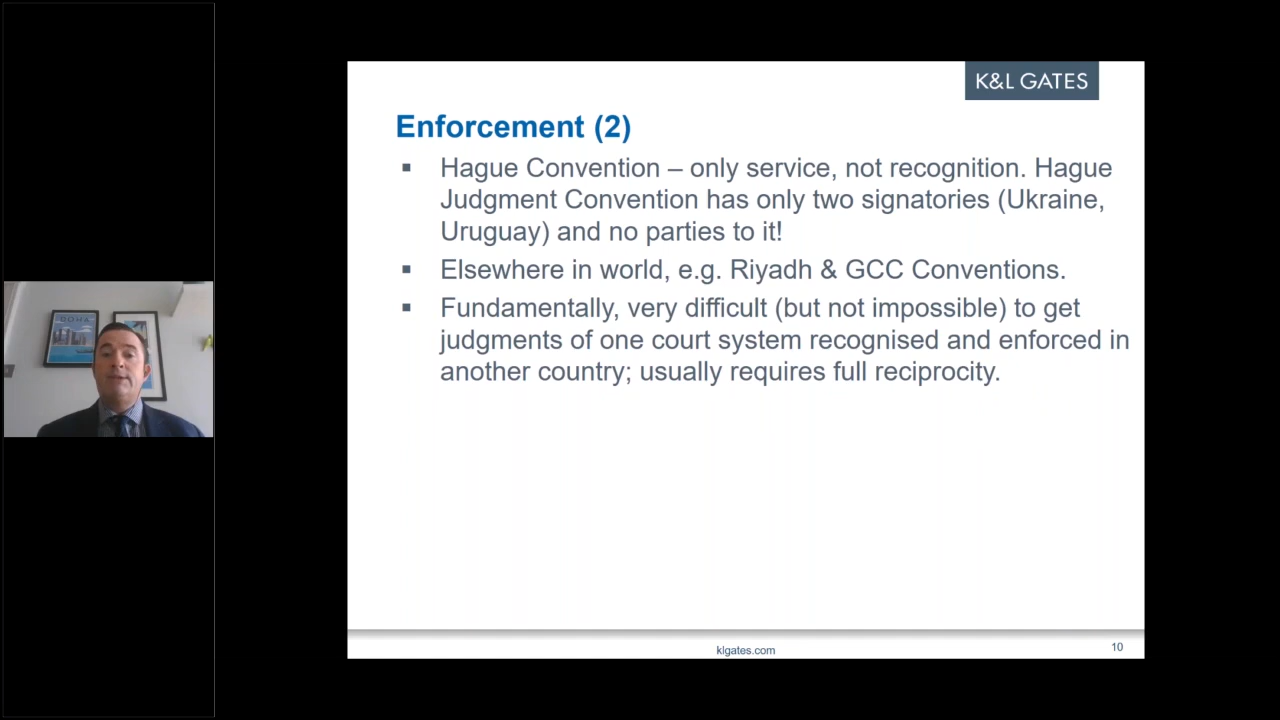 K&L GATES
Enforcement (2)
▪ Hague Convention – only service, not recognition. Hague
Judgment Convention has only two signatories (Ukraine,
Uruguay) and no parties to it!
▪ Elsewhere in world, e.g. Riyadh & GCC Conventions.
▪ Fundamentally, very difficult (but not impossible) to get
judgments of one court system recognised and enforced in
another country; usually requires full reciprocity.
DOHA
klgates.com
10